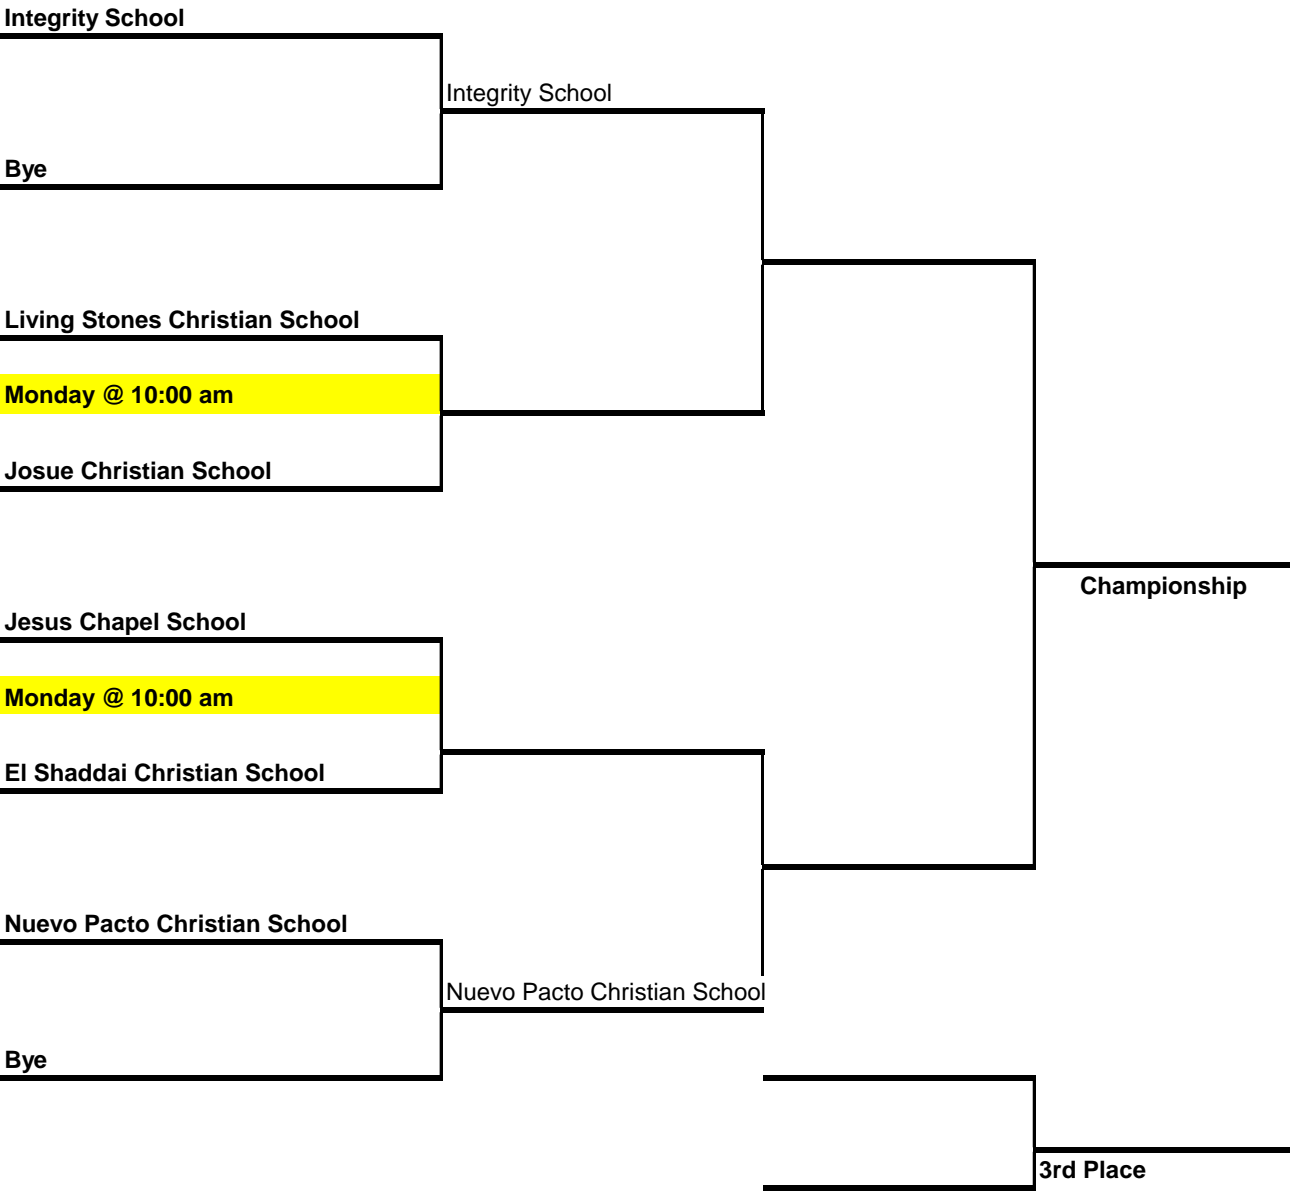 Integrity School
Integrity School
Bye
Living Stones Christian School
Monday @ 10:00 am
Josue Christian School
Championship
Jesus Chapel School
Monday @ 10:00 am
El Shaddai Christian School
Nuevo Pacto Christian School
Nuevo Pacto Christian School
Bye
3rd Place